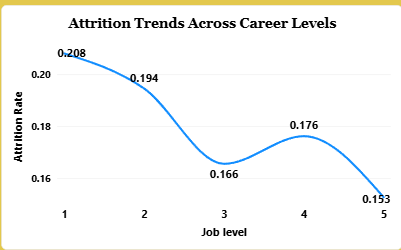 Attrition Trends Across Career Levels
0.208
0.20
0.194
0.18
0.176
0.166
0.16
0.153
Attrition Rate
1 2 3 4 5
Job level